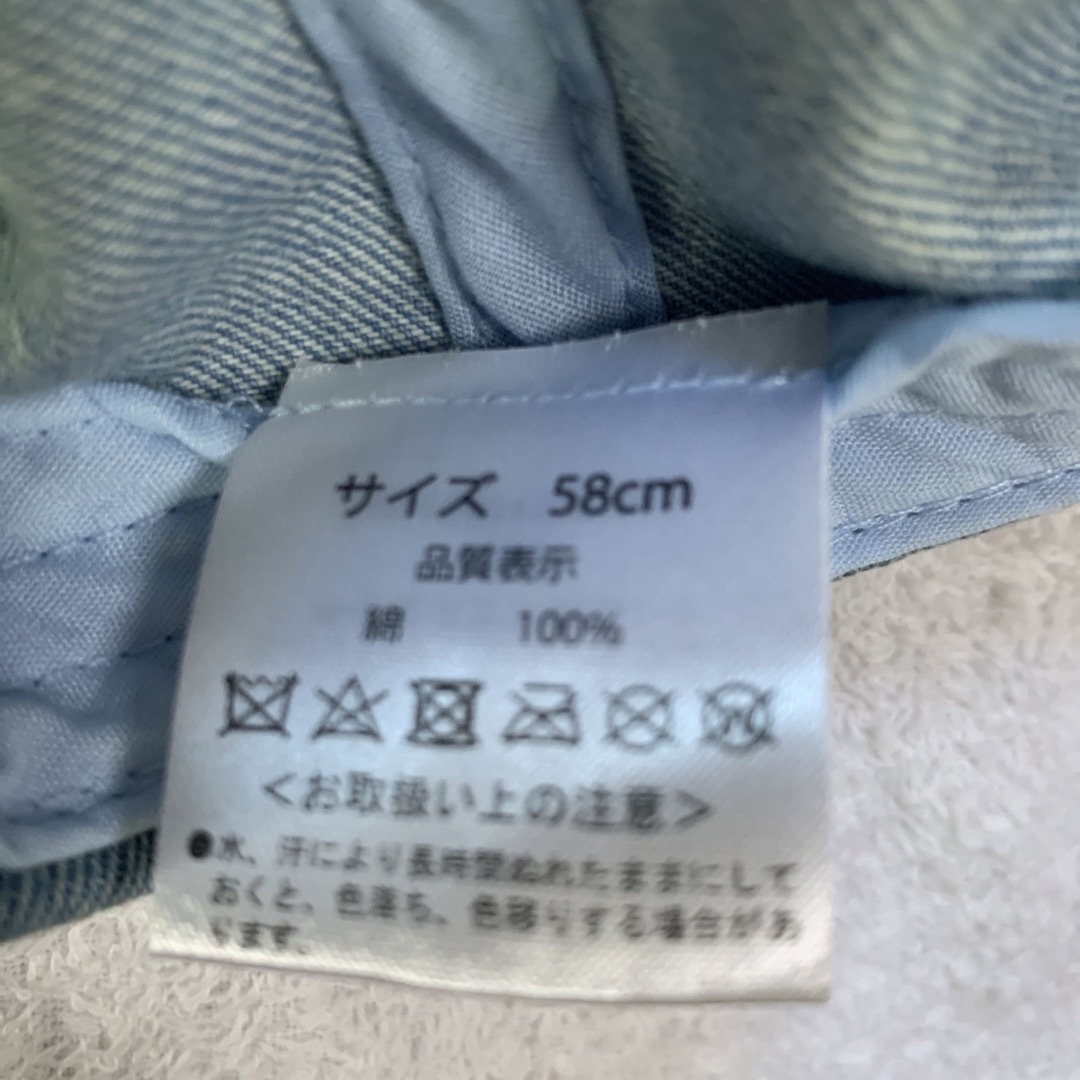 サイズ 58cm
品質表示
綿 100%
W
<お取扱い上の注意>
●水、汗により長時間ぬれたままにして
おくと、色落ち、色移りする場合があ
ります。